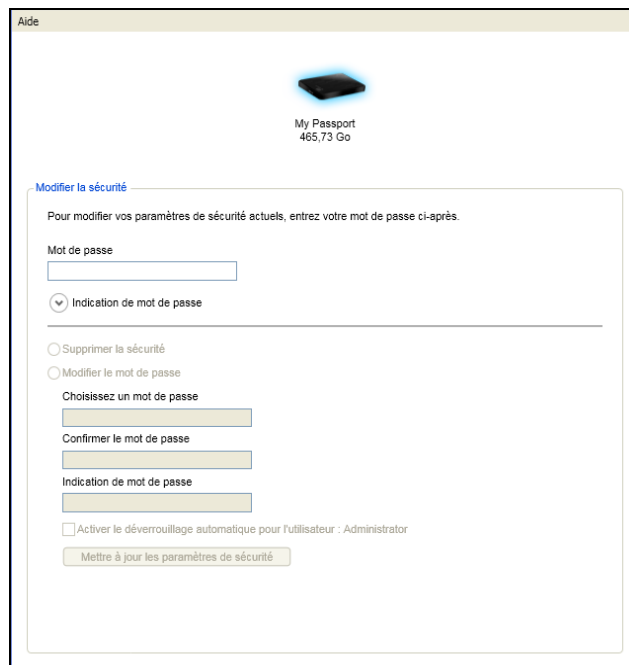 Aide
My Passport
465,73 Go
Modifier la sécurité
Pour modifier vos paramètres de sécurité actuels, entrez votre mot de passe ci-après.
Mot de passe
Indication de mot de passe
Supprimer la sécurité
Modifier le mot de passe
Choisissez un mot de passe
Confirmer le mot de passe
Indication de mot de passe
Activer le déverrouillage automatique pour l'utilisateur : Administrator
Mettre à jour les paramètres de sécurité